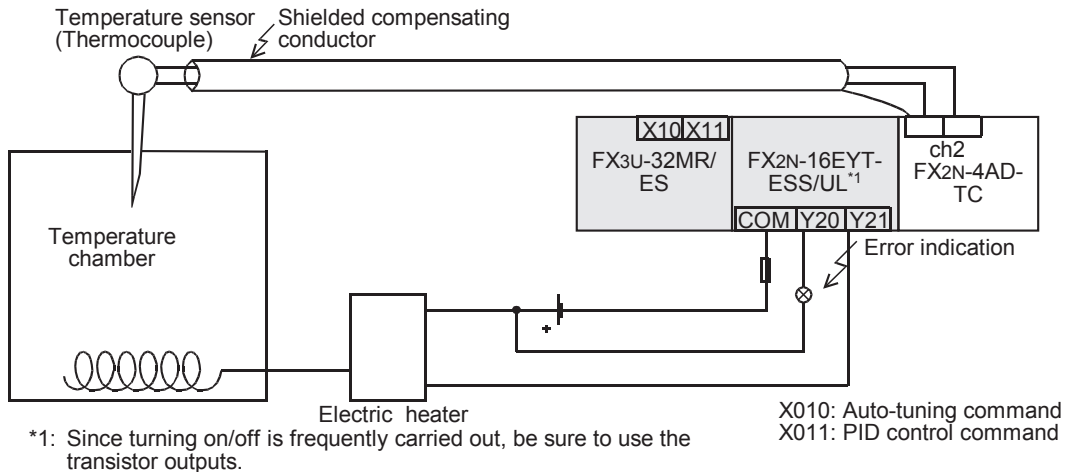 Temperature sensor
(Thermocouple)
Shielded compensating
conductor
X10 X11
FX3U-32MR/
ES
FX2N-16EYT-
ESS/UL*1
COM Y20 Y21
ch2
FX2N-4AD-
TC
Error indication
Temperature
chamber
+
Electric heater
X010: Auto-tuning command
X011: PID control command
*1: Since turning on/off is frequently carried out, be sure to use the
transistor outputs.